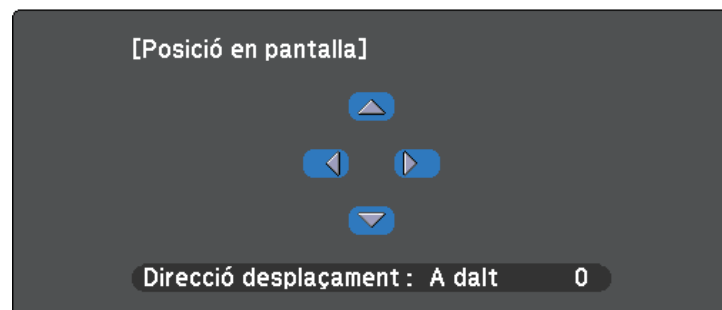 [Posició en pantalla]
Direcció desplaçament: A dalt 0